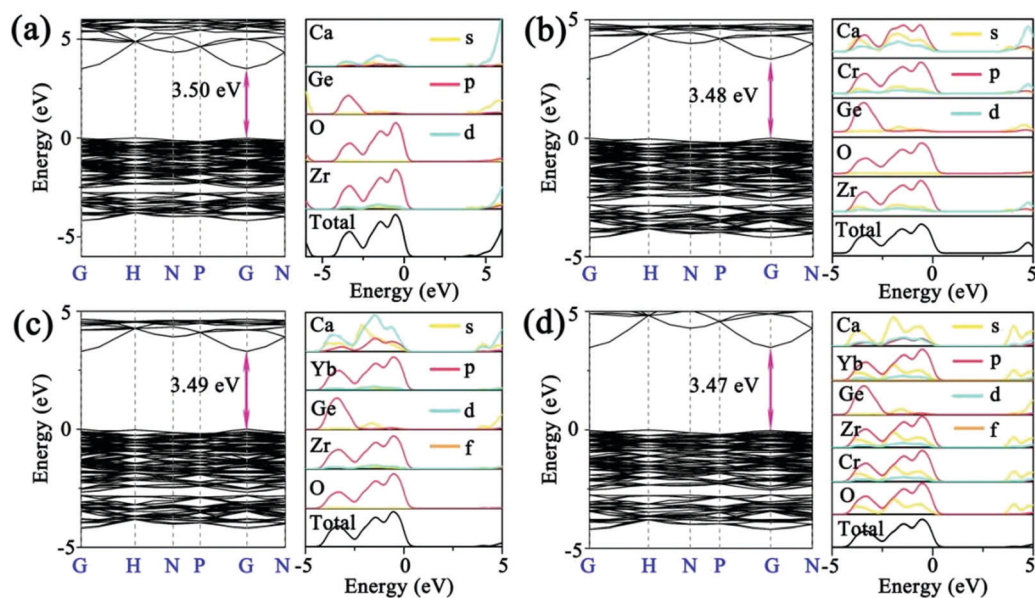 (a)
Energy (eV)
5
0
-5
3.50 eV
G H N P G N
Ca
s
Ge
p
O
d
Zr
Total
-5 0 5
Energy (eV)
(b)
Energy (eV)
5
0
-5
3.48 eV
G H N P G N
Ca
s
Cr
p
Ge
d
O
Zr
Total
-5 0 5
Energy (eV)
(c)
Energy (eV)
5
0
-5
3.49 eV
G H N P G N
Ca
s
Yb
p
Ge
d
Zr
f
O
Total
-5 0 5
Energy (eV)
(d)
Energy (eV)
5
0
-5
3.47 eV
G H N P G N
Ca
s
Yb
p
Ge
d
Zr
f
Cr
O
Total
-5 0 5
Energy (eV)